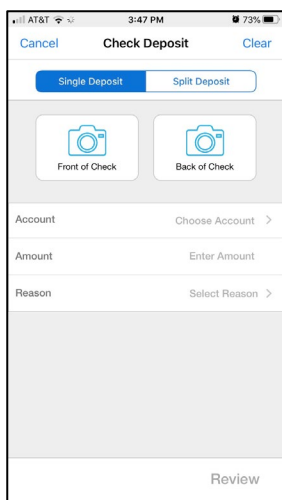 AT&T 3:47 PM 73%
Cancel Check Deposit Clear
Single Deposit Split Deposit
Front of Check Back of Check
Account Choose Account >
Amount Enter Amount
Reason Select Reason >
Review